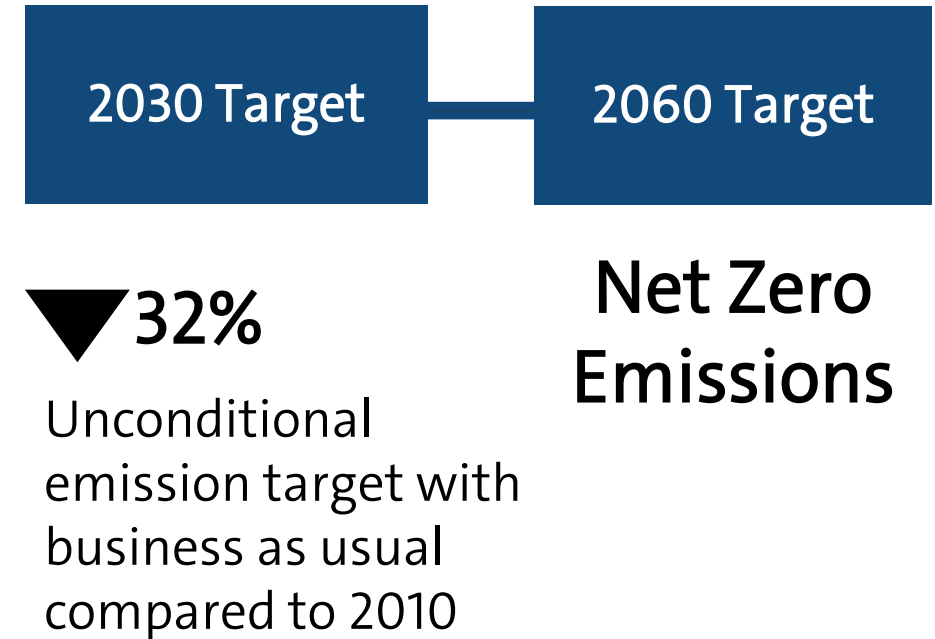 2030 Target
2060 Target
32%
Unconditional
emission target with
business as usual
compared to 2010
Net Zero
Emissions